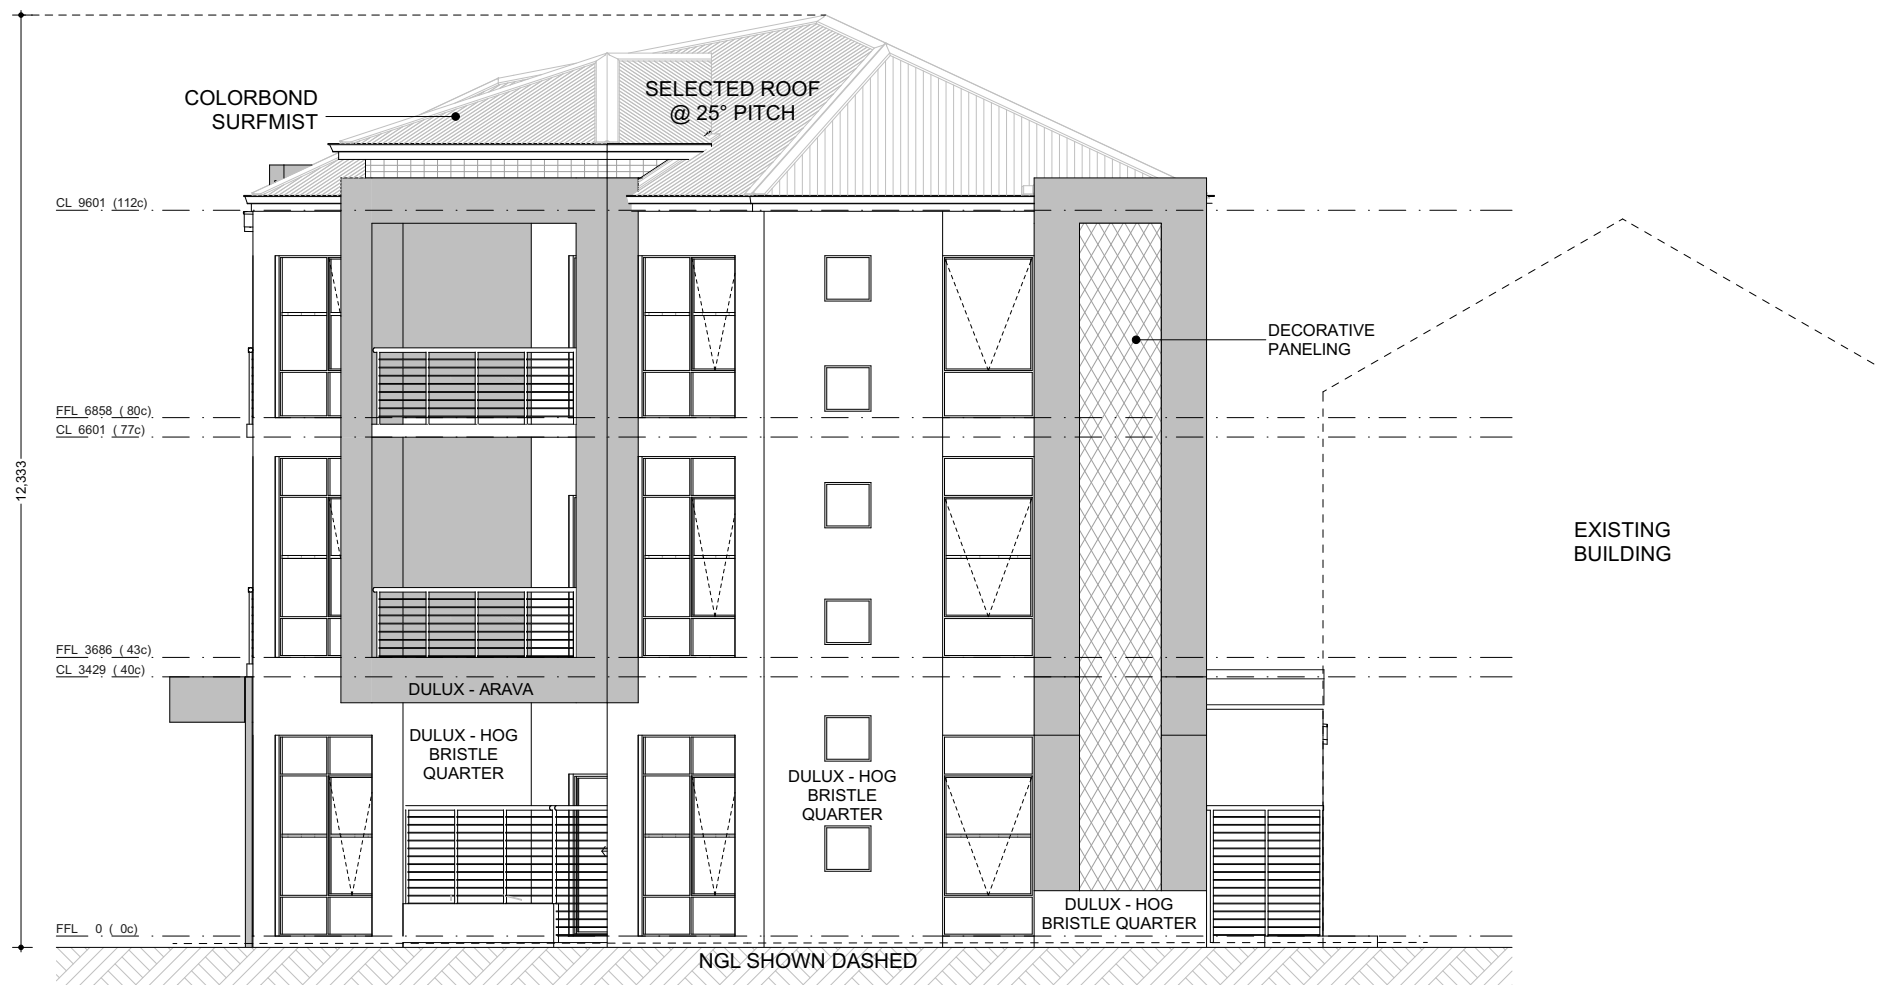 COLORBOND
SURFMIST
SELECTED ROOF
@ 25° PITCH
CL 9601 (112c)
DECORATIVE
PANELING
FFL 6858 ( 80c)
CL 6601 ( 77c)
12,333
EXISTING
BUILDING
FFL 3686 ( 43c)
CL 3429 ( 40c)
DULUX - ARAVA
DULUX - HOG
BRISTLE
QUARTER
DULUX - HOG
BRISTLE
QUARTER
DULUX - HOG
BRISTLE QUARTER
FFL 0 ( 0c)
NGL SHOWN DASHED